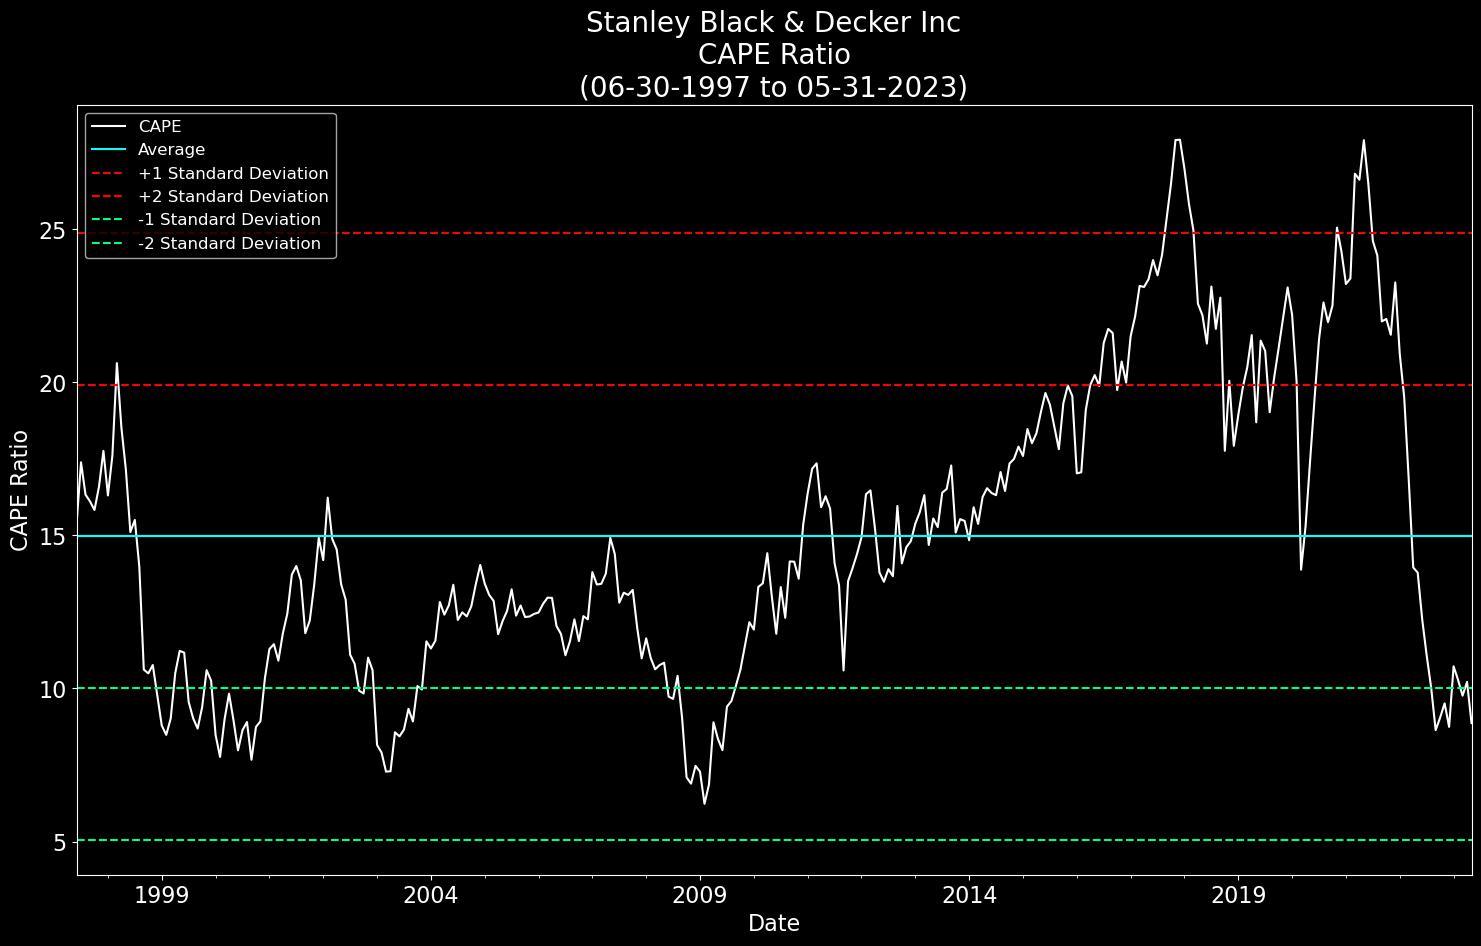 Stanley Black & Decker Inc
CAPE Ratio
(06-30-1997 to 05-31-2023)
CAPE
Average
+1 Standard Deviation
+2 Standard Deviation
-1 Standard Deviation
-2 Standard Deviation
CAPE Ratio
25
20
15
10
5
1999 2004 2009 2014 2019
Date